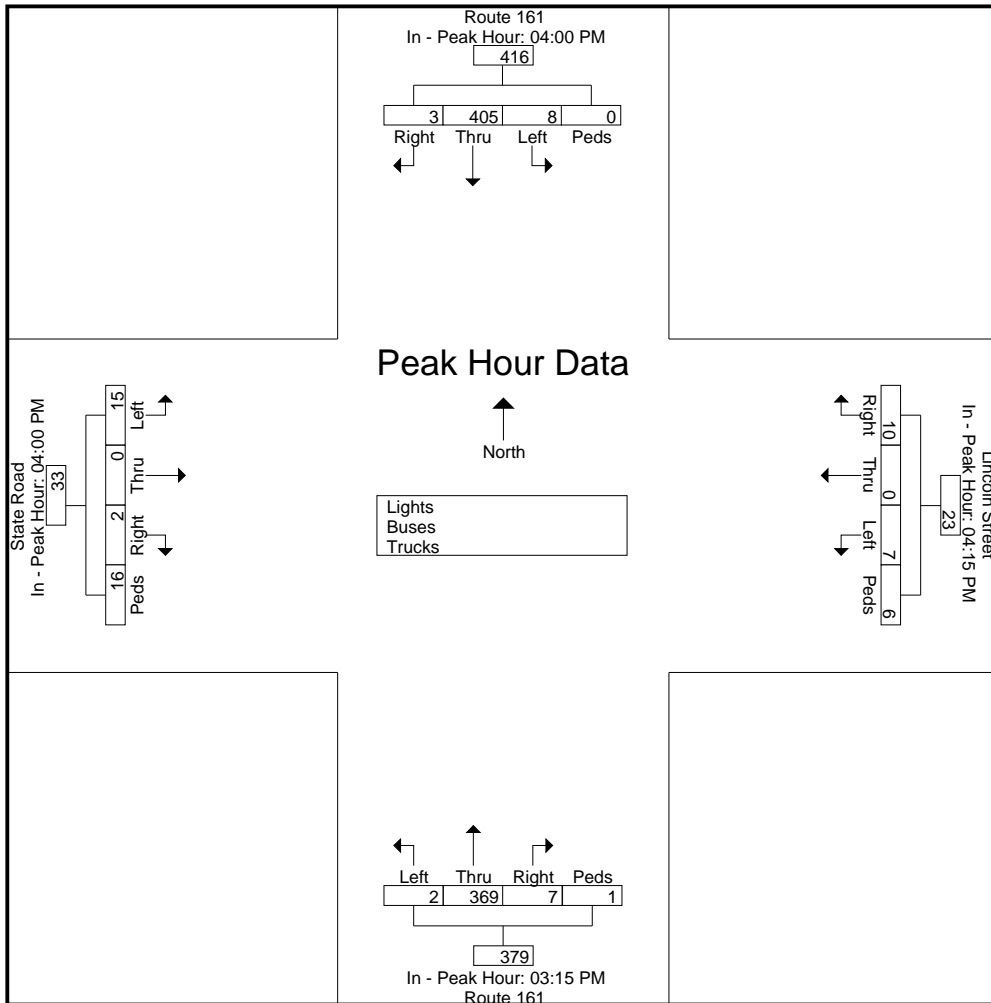 Route 161
In - Peak Hour: 04:00 PM
416
3 405 8 0
Right Thru Left Peds
Peak Hour Data
North
Lights
Buses
Trucks
State Road
In - Peak Hour: 04:00 PM
33
15 0 2 16
Left Thru Right Peds
Lincoln Street
In - Peak Hour: 04:15 PM
23
10 0 7 6
Right Thru Left Peds
Left Thru Right Peds
2 369 7 1
379
In - Peak Hour: 03:15 PM
Route 161